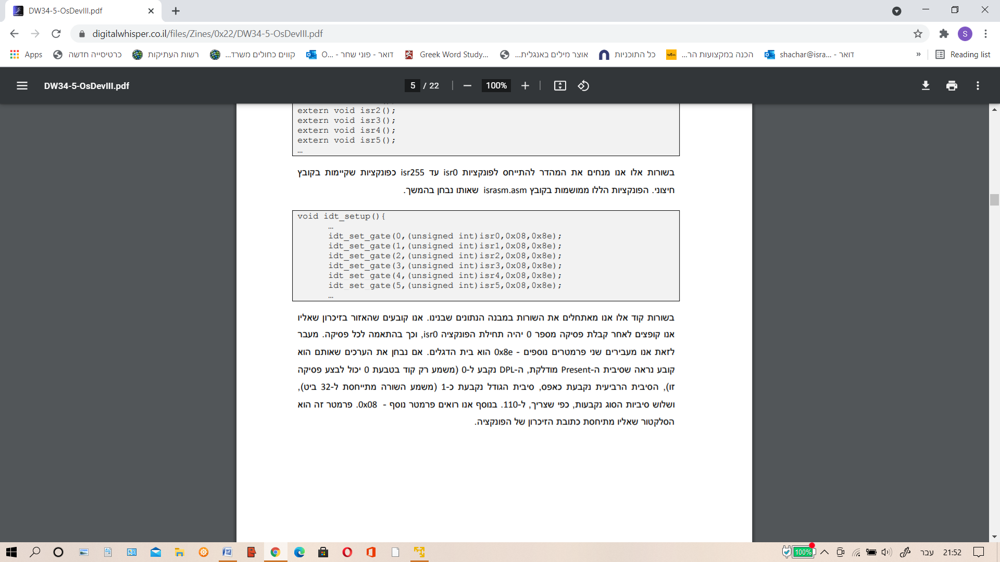 DW34-5-OsDevIII.pdf
digitalwhisper.co.il/files/Zines/0x22/DW34-5-OsDevIII.pdf
S
Apps
כרטיסייה חדשה
רשות העתיקות
קווים כחולים משרד...
דואר - פוני שחר - O...
Greek Word Study...
אוצר מילים באנגלית...
כל התוכניות
הכנה במקצועות הר...
דואר - shachar@isra...
»
Reading list
DW34-5-OsDevIII.pdf
5 / 22
100%
extern void isr2();
extern void isr3();
extern void isr4();
extern void isr5();
…
בשורות אלו אנו מנחים את המהדר להתייחס לפונקציות isr0 עד isr255 כפונקציות שקיימות בקובץ
חיצוני. הפונקציות הללו ממומשות בקובץ israsm.asm שאותו נבחן בהמשך.
void idt_setup(){
…
idt_set_gate(0,(unsigned int)isr0,0x08,0x8e);
idt_set_gate(1,(unsigned int)isr1,0x08,0x8e);
idt_set_gate(2,(unsigned int)isr2,0x08,0x8e);
idt_set_gate(3,(unsigned int)isr3,0x08,0x8e);
idt_set_gate(4,(unsigned int)isr4,0x08,0x8e);
idt_set_gate(5,(unsigned int)isr5,0x08,0x8e);
…
בשורות קוד אלו אנו מאתחלים את השורות במבנה הנתונים שבנינו. אנו קובעים שהאזור בזיכרון שאליו
אנו קופצים לאחר קבלת פסיקה מספר 0 יהיה תחילת הפונקציה isr0, וכך בהתאמה לכל פסיקה. מעבר
לזאת אנו מעבירים שני פרמטרים נוספים - 0x8e הוא בית הדגלים. אם נבחן את הערכים שאותם הוא
קובע נראה שסיבית ה-Present מודלקת, ה-DPL נקבע ל-0 (משמע רק קוד בטבעת 0 יכול לבצע פסיקה
זו), הסיבית הרביעית נקבעת כאפס, סיבית הגודל נקבעת כ-1 (משמע השורה מתייחסת ל-32 ביט),
ושלוש סיביות הסוג נקבעות, כפי שצריך, ל-110. בנוסף אנו רואים פרמטר נוסף - 0x08. פרמטר זה הוא
הסלקטור שאליו מתיחסת כתובת הזיכרון של הפונקציה.
100%
עבר
21:52